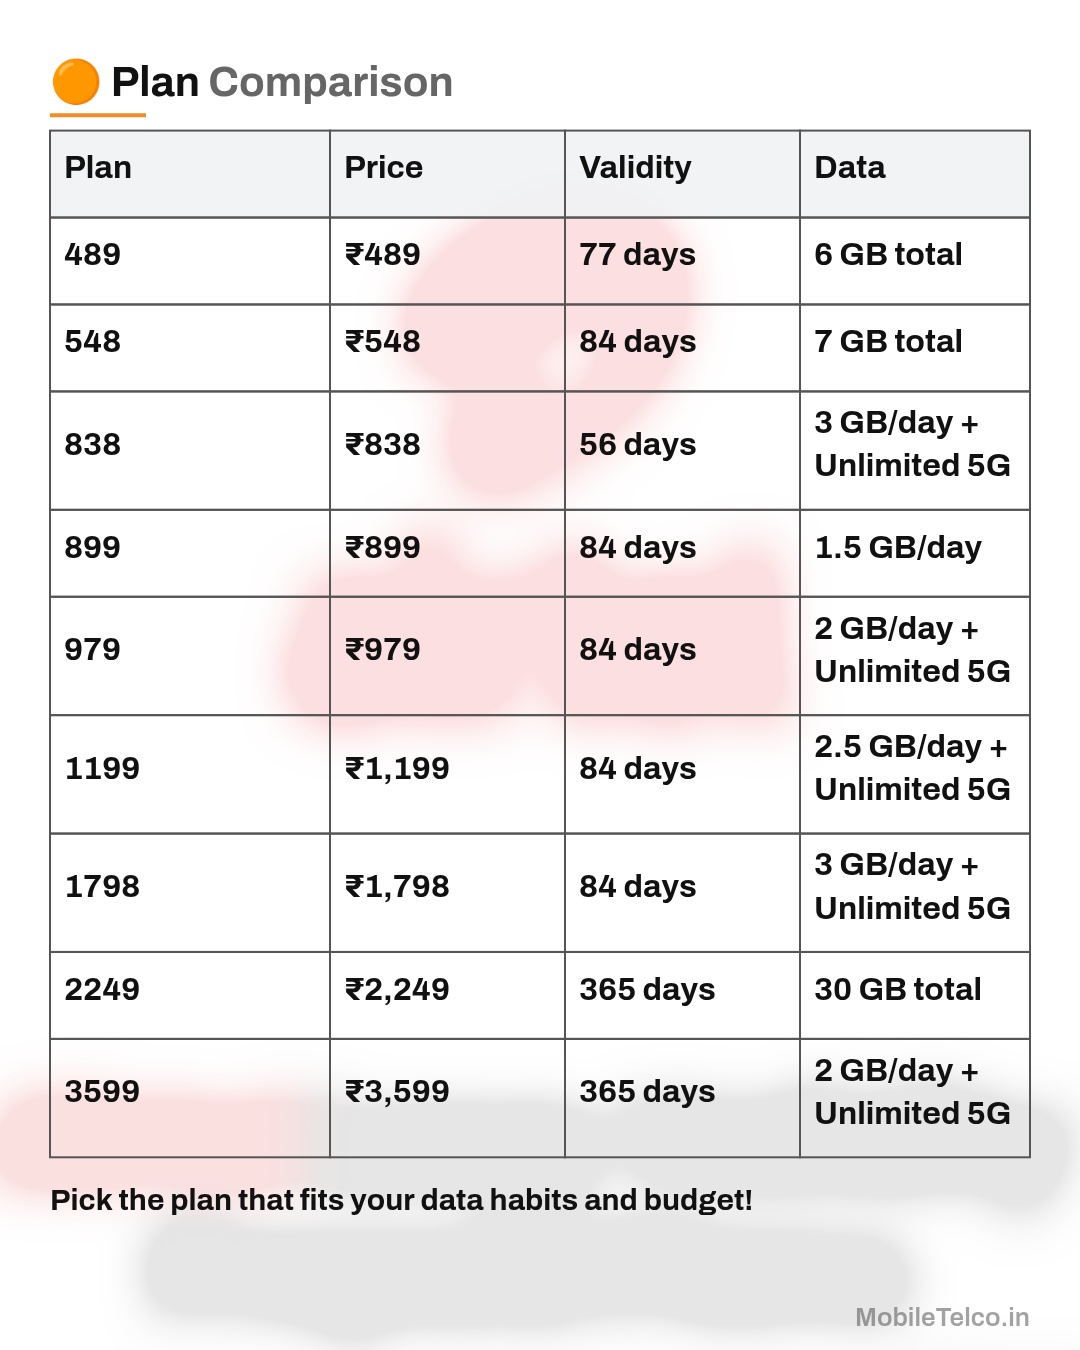 🟠 Plan Comparison
Plan Price Validity Data
489 ₹489 77 days 6 GB total
548 ₹548 84 days 7 GB total
838 ₹838 56 days 3 GB/day +
Unlimited 5G
899 ₹899 84 days 1.5 GB/day
979 ₹979 84 days 2 GB/day +
Unlimited 5G
1199 ₹1,199 84 days 2.5 GB/day +
Unlimited 5G
1798 ₹1,798 84 days 3 GB/day +
Unlimited 5G
2249 ₹2,249 365 days 30 GB total
3599 ₹3,599 365 days 2 GB/day +
Unlimited 5G
Pick the plan that fits your data habits and budget!
MobileTelco.in